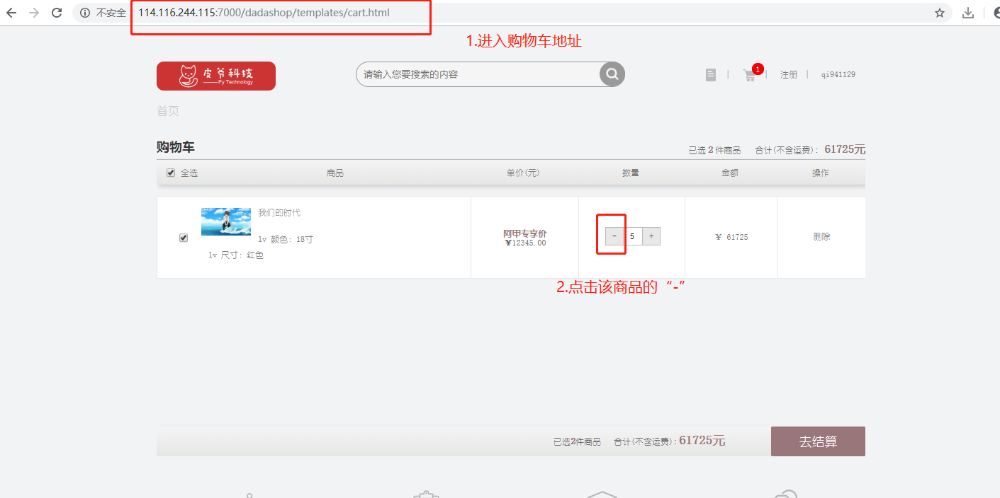 不安全 114.116.244.115:7000/dadashop/templates/cart.html
1.进入购物车地址
皮爷科技
Py Technology
请输入您要搜索的内容
1
注册
qi941129
首页
购物车
已选 2 件商品 合计(不含运费): 61725元
全选 商品 单价(元) 数量 金额 操作
我们的时代
lv 颜色: 18寸
lv 尺寸: 红色
阿甲专享价
¥12345.00
- 5 +
¥ 61725
删除
2.点击该商品的“-”
已选2件商品 合计(不含运费): 61725元
去结算